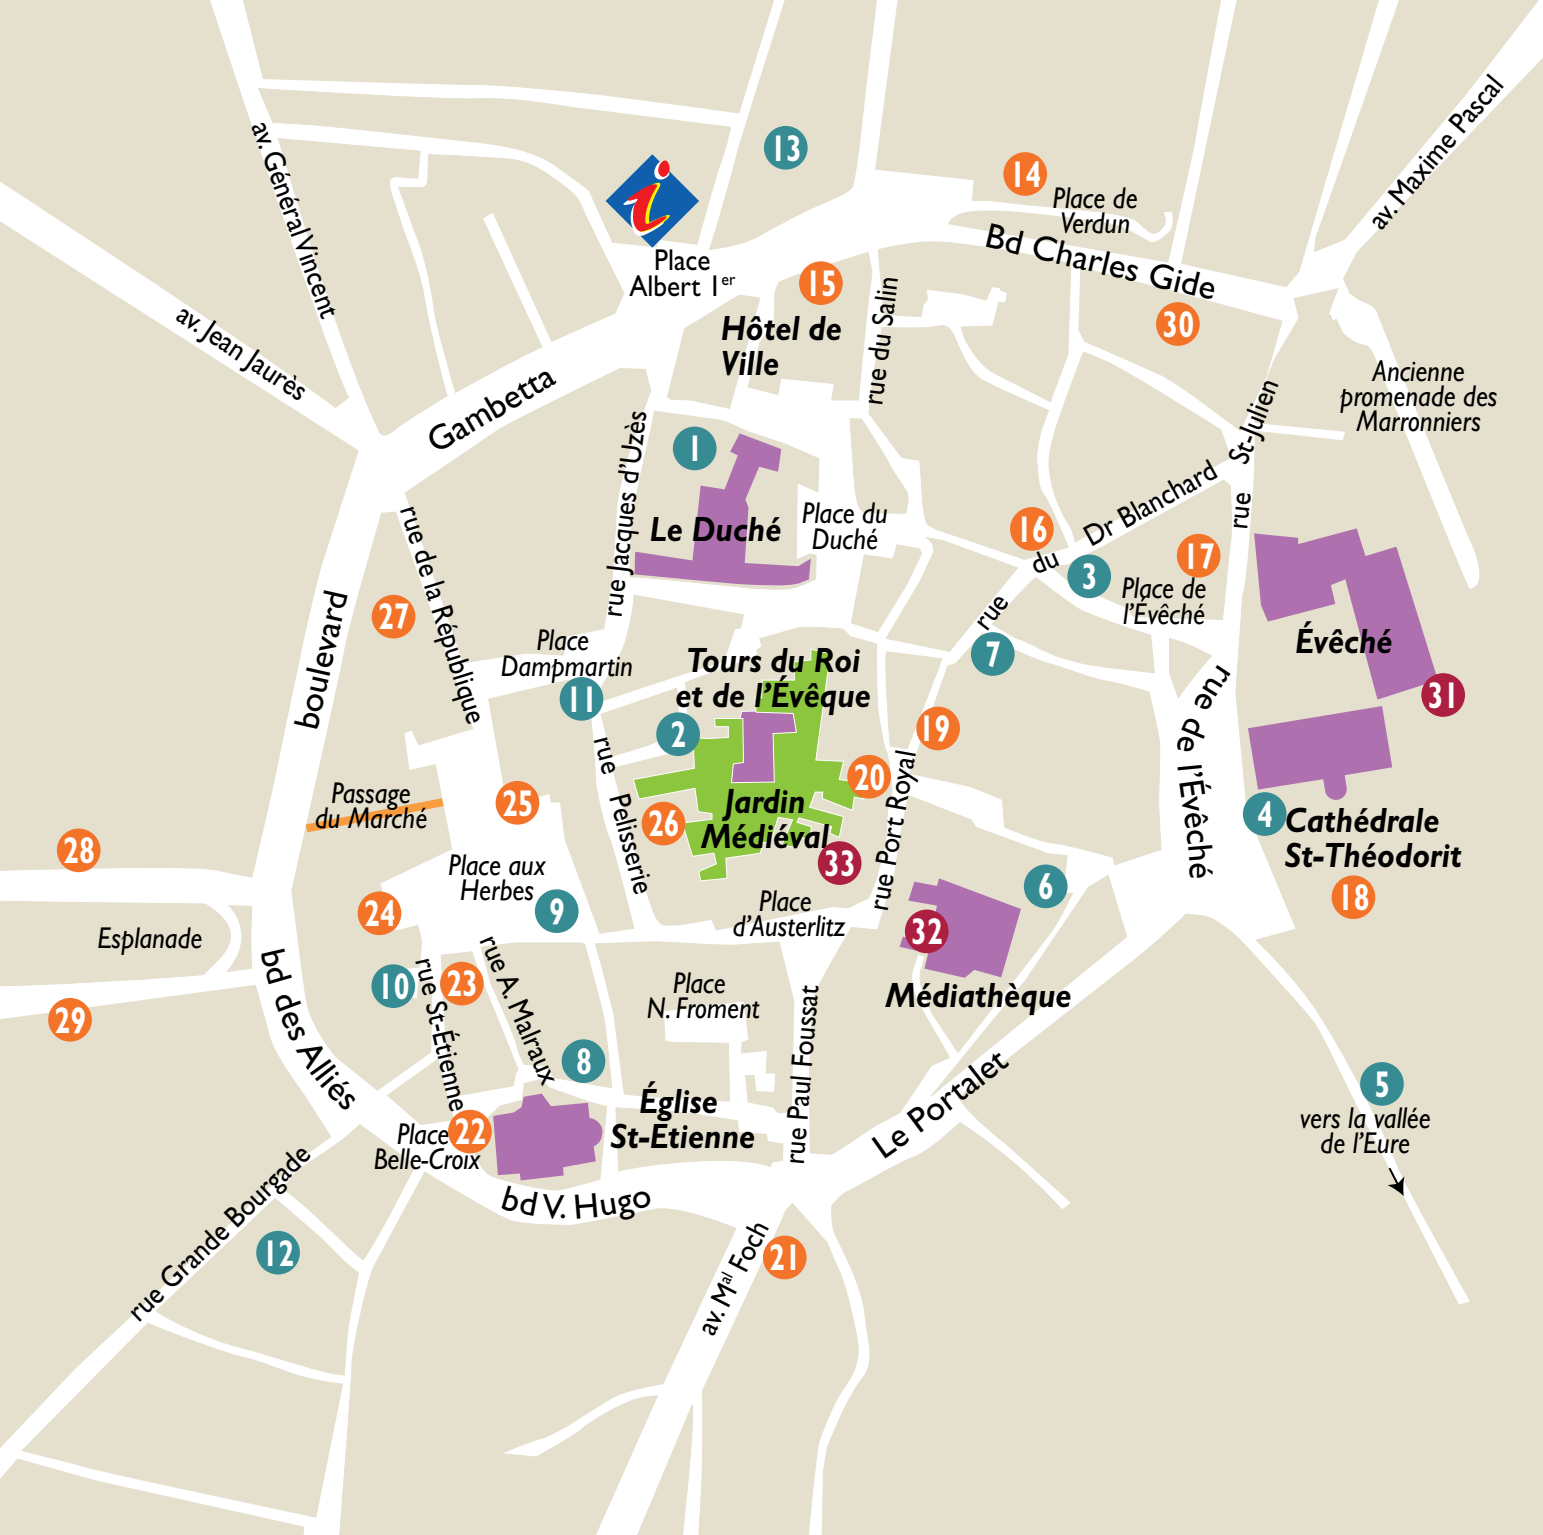 13
14
Place de
Verdun
av. Maxime Pascal
av. Général Vincent
i
Place
Albert 1er
Bd Charles Gide
15
30
Hôtel de
Ville
rue du Salin
av. Jean Jaurès
Gambetta
Ancienne
promenade des
Marronniers
rue Jacques d'Uzès
1
Le Duché
Place du
Duché
rue St-Julien
rue du Dr Blanchard
16
3
17
Place de
l'Évêché
rue de la République
27
boulevard
Place
Dampmartin
11
Tours du Roi
et de l'Évêque
2
7
Évêché
31
rue de l'Évêché
19
20
rue Port Royal
rue Pelisserie
Passage
du Marché
25
26
Jardin
Médiéval
33
4
Cathédrale
St-Théodorit
18
28
Place aux
Herbes
9
24
6
Place
d'Austerlitz
32
Médiathèque
Esplanade
29
10
23
rue St-Étienne
rue A. Malraux
bd des Alliés
Place
N. Froment
rue Paul Foussat
8
Église
St-Etienne
Le Portalet
5
vers la vallée
de l'Eure
22
Place
Belle-Croix
bd V. Hugo
rue Grande Bourgade
12
av. Mal Foch
21